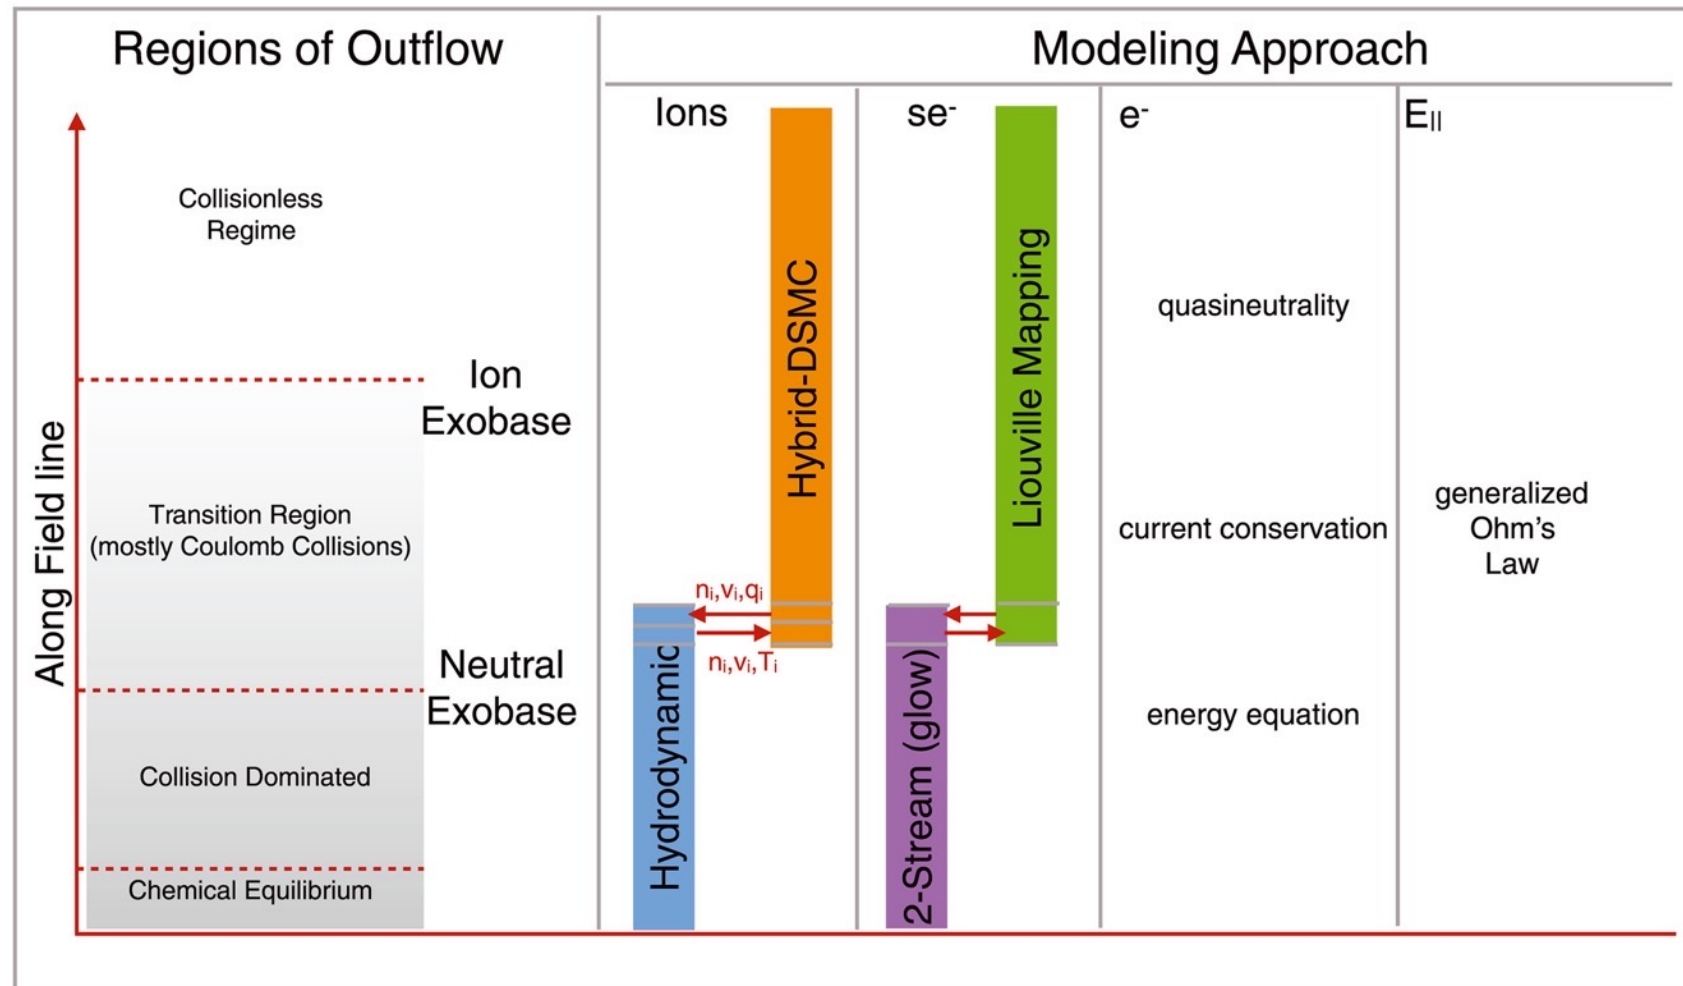 Regions of Outflow
Modeling Approach
Ions
se⁻
e⁻
E||
Along Field line
Collisionless
Regime
Ion
Exobase
Transition Region
(mostly Coulomb Collisions)
Neutral
Exobase
Collision Dominated
Chemical Equilibrium
Hydrodynamic
nᵢ,vᵢ,qᵢ
nᵢ,vᵢ,Tᵢ
Hybrid-DSMC
2-Stream (glow)
Liouville Mapping
quasineutrality
current conservation
energy equation
generalized
Ohm's
Law